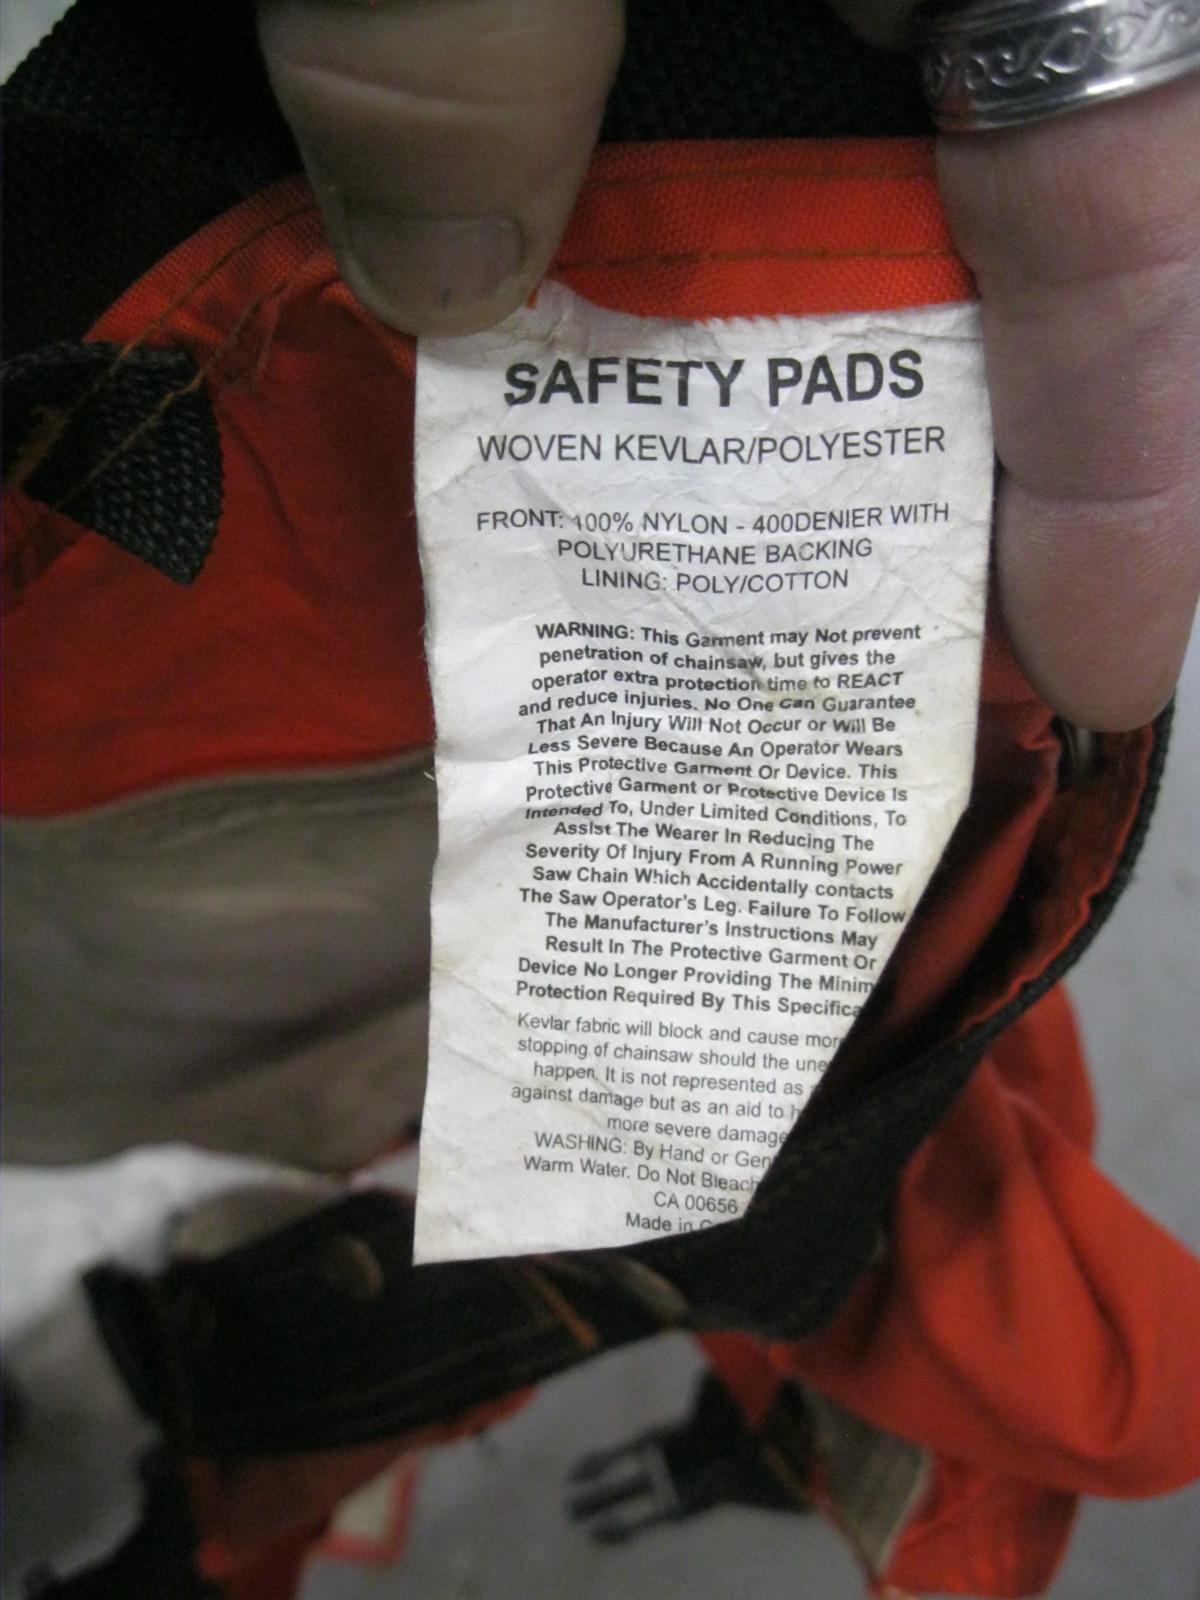 SAFETY PADS
WOVEN KEVLAR/POLYESTER
FRONT: 100% NYLON - 400DENIER WITH
POLYURETHANE BACKING
LINING: POLY/COTTON
WARNING: This Garment may Not prevent
penetration of chainsaw, but gives the
operator extra protection time to REACT
and reduce injuries. No One Can Guarantee
That An Injury Will Not Occur or Will Be
Less Severe Because An Operator Wears
This Protective Garment Or Device. This
Protective Garment or Protective Device Is
Intended To, Under Limited Conditions, To
Assist The Wearer In Reducing The
Severity Of Injury From A Running Power
Saw Chain Which Accidentally contacts
The Saw Operator's Leg. Failure To Follow
The Manufacturer's Instructions May
Result In The Protective Garment Or
Device No Longer Providing The Minim
Protection Required By This Specifica
Kevlar fabric will block and cause mor
stopping of chainsaw should the une
happen. It is not represented as
against damage but as an aid to h
more severe damage
WASHING: By Hand or Gen
Warm Water. Do Not Bleach
CA 00656
Made in